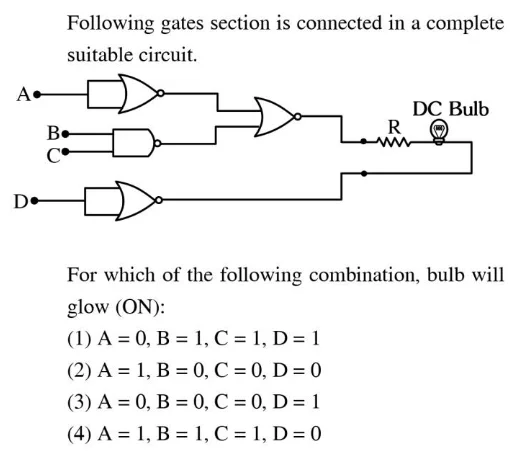 Following gates section is connected in a complete
suitable circuit.
A
B
C
D
R
DC Bulb
For which of the following combination, bulb will
glow (ON):
(1) A = 0, B = 1, C = 1, D = 1
(2) A = 1, B = 0, C = 0, D = 0
(3) A = 0, B = 0, C = 0, D = 1
(4) A = 1, B = 1, C = 1, D = 0